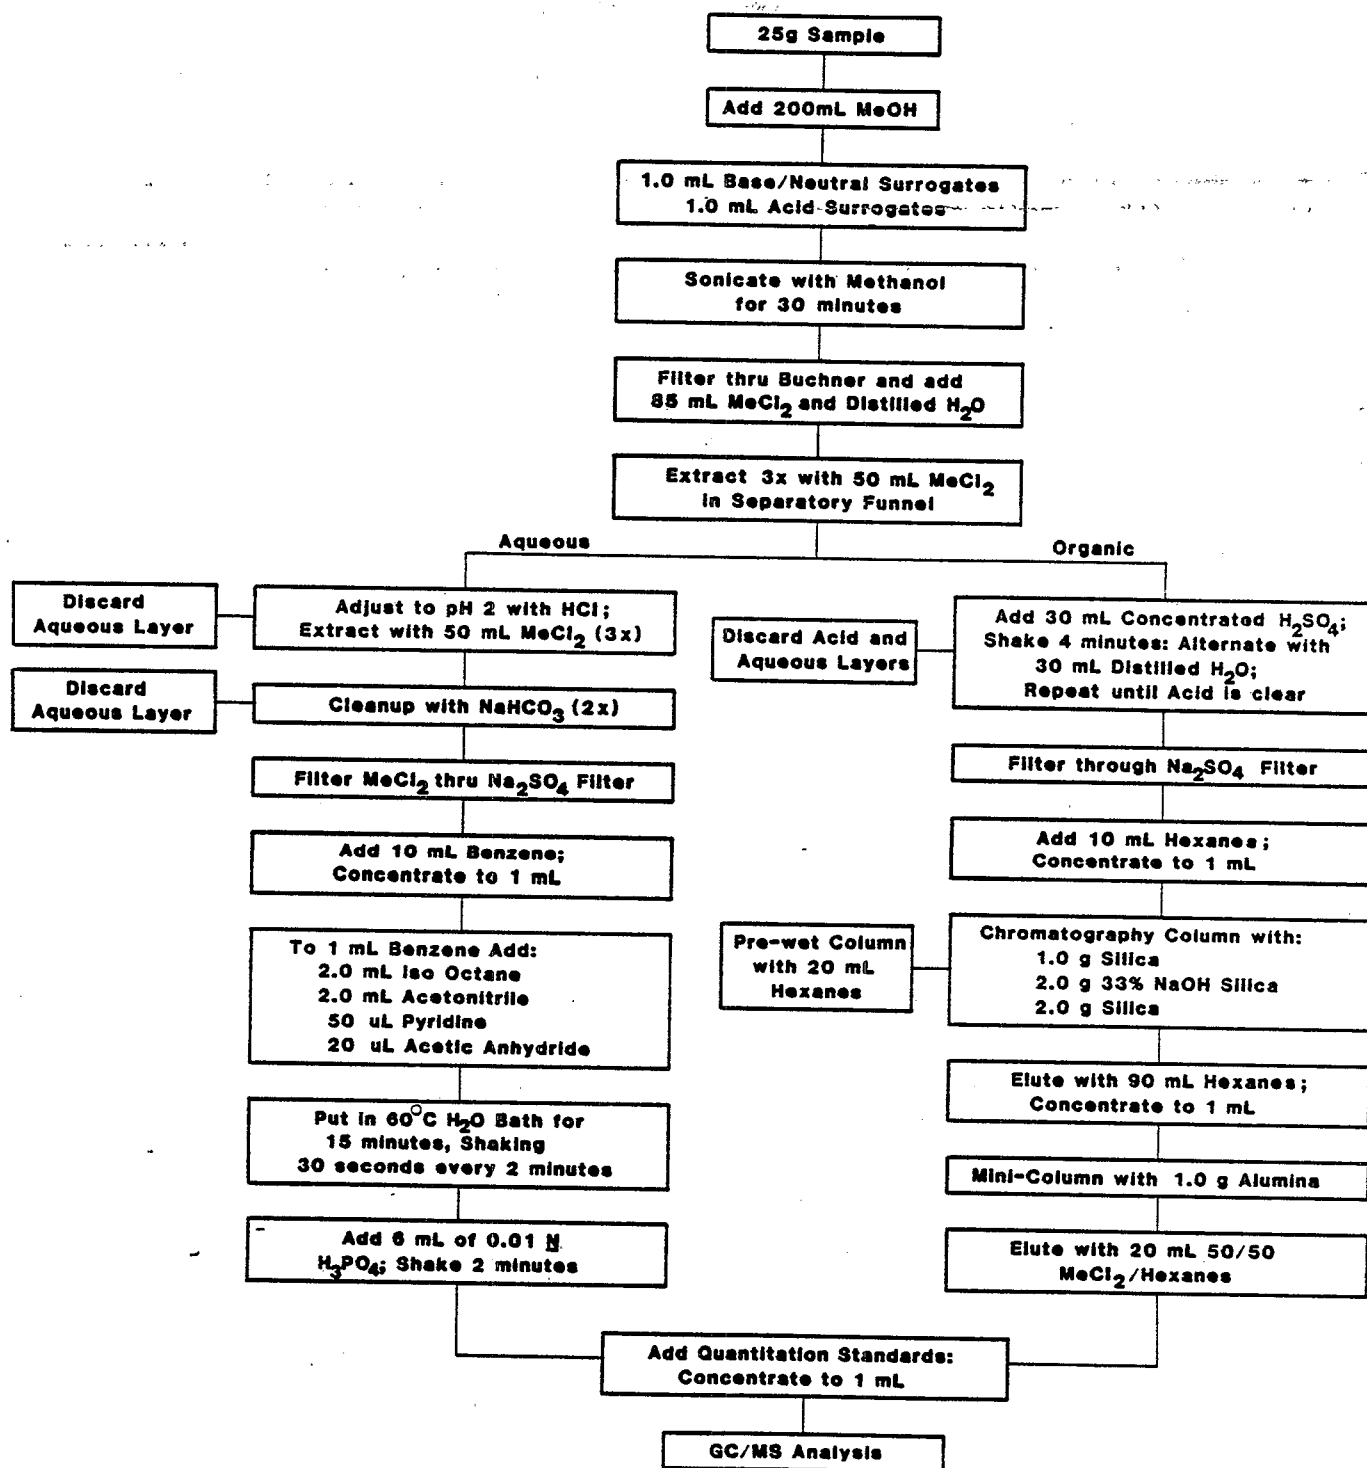 25g Sample
Add 200mL MeOH
1.0 mL Base/Neutral Surrogates
1.0 mL Acid Surrogates
Sonicate with Methanol
for 30 minutes
Filter thru Buchner and add
85 mL MeCl₂ and Distilled H₂O
Extract 3x with 50 mL MeCl₂
in Separatory Funnel
Aqueous
Organic
Discard
Aqueous Layer
Adjust to pH 2 with HCl;
Extract with 50 mL MeCl₂ (3x)
Discard
Aqueous Layer
Cleanup with NaHCO₃ (2x)
Filter MeCl₂ thru Na₂SO₄ Filter
Add 10 mL Benzene;
Concentrate to 1 mL
To 1 mL Benzene Add:
2.0 mL Iso Octane
2.0 mL Acetonitrile
50 uL Pyridine
20 uL Acetic Anhydride
Put in 60°C H₂O Bath for
15 minutes, Shaking
30 seconds every 2 minutes
Add 6 mL of 0.01 N
H₃PO₄; Shake 2 minutes
Discard Acid and
Aqueous Layers
Add 30 mL Concentrated H₂SO₄;
Shake 4 minutes: Alternate with
30 mL Distilled H₂O;
Repeat until Acid is clear
Filter through Na₂SO₄ Filter
Add 10 mL Hexanes;
Concentrate to 1 mL
Pre-wet Column
with 20 mL
Hexanes
Chromatography Column with:
1.0 g Silica
2.0 g 33% NaOH Silica
2.0 g Silica
Elute with 90 mL Hexanes;
Concentrate to 1 mL
Mini-Column with 1.0 g Alumina
Elute with 20 mL 50/50
MeCl₂/Hexanes
Add Quantitation Standards:
Concentrate to 1 mL
GC/MS Analysis